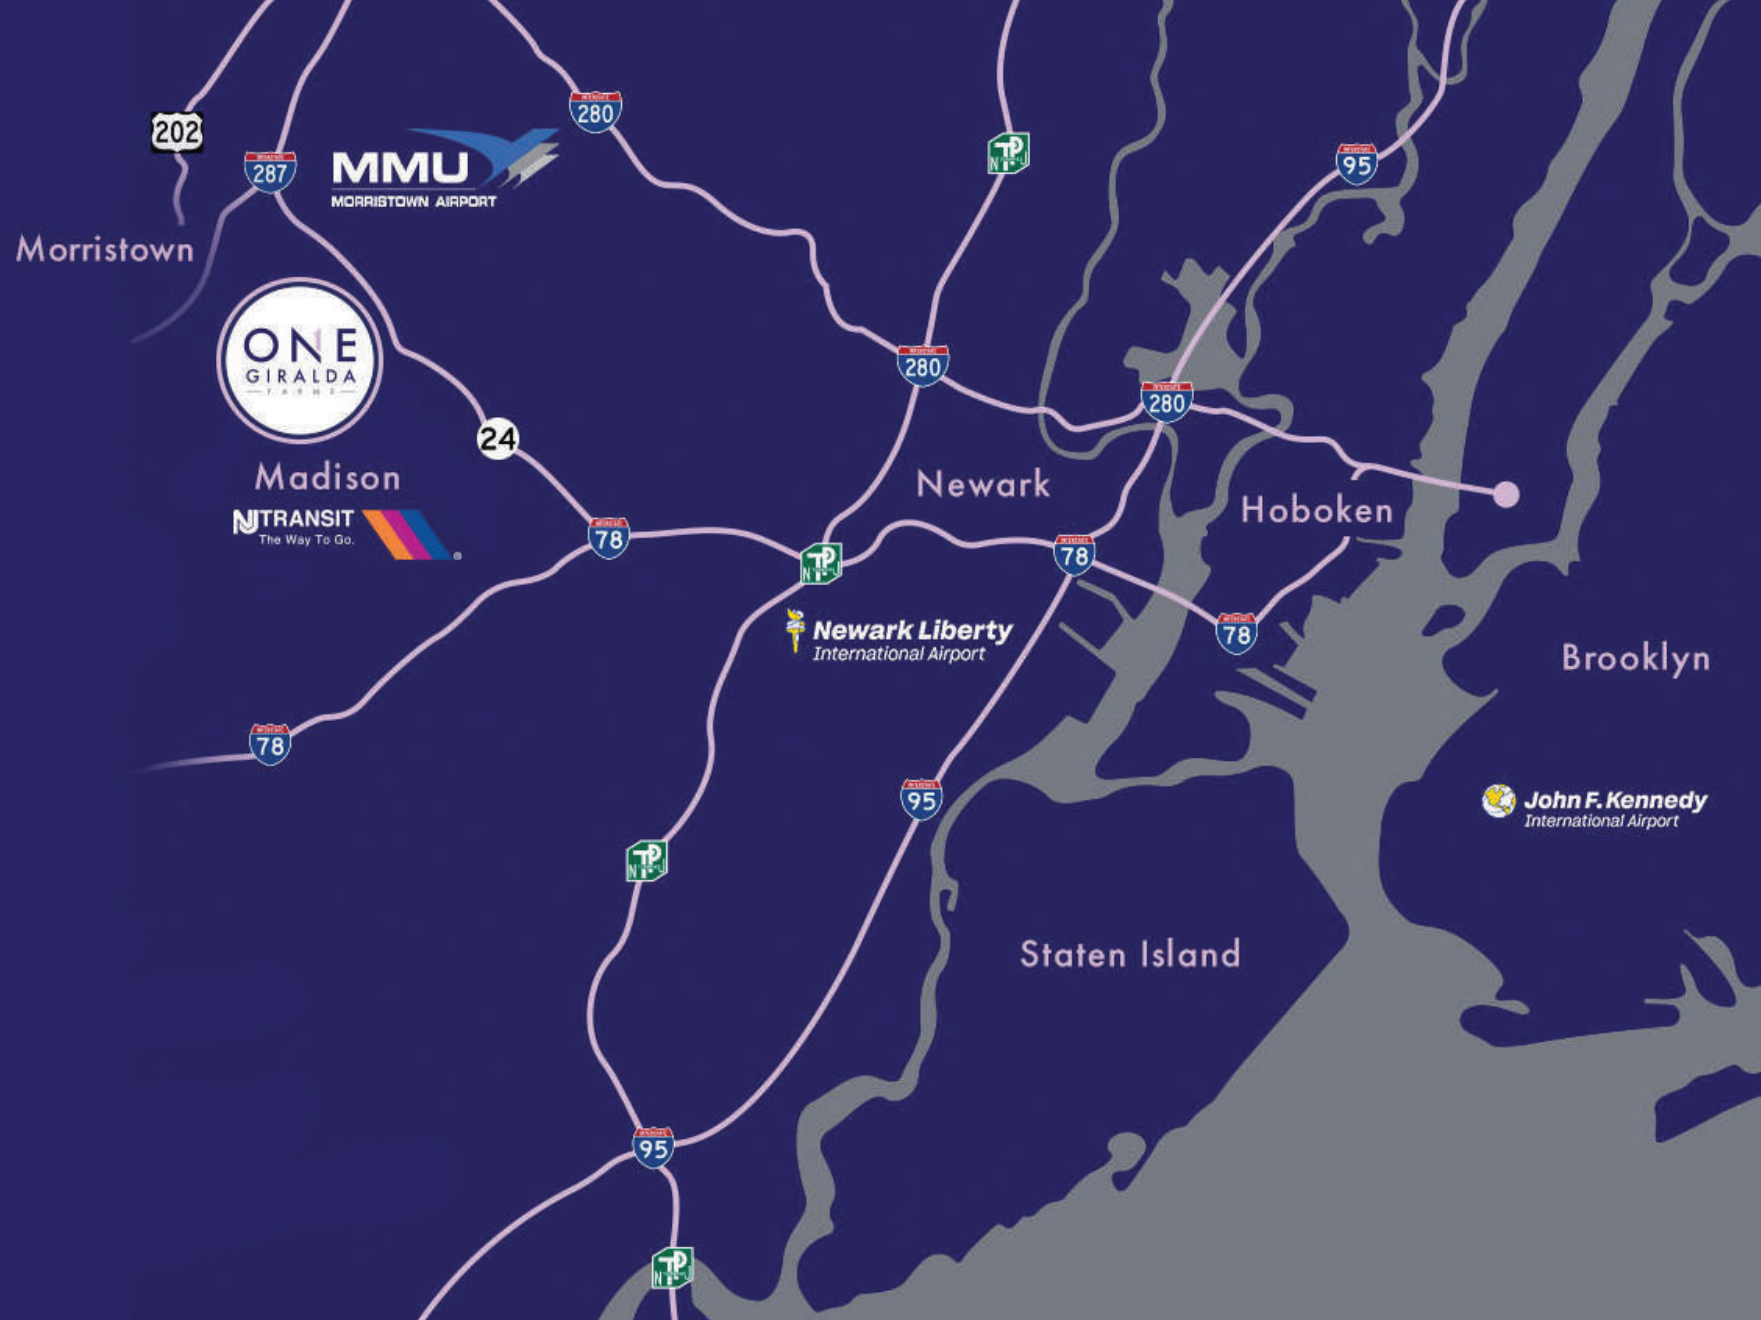 202
287
280
MMU
MORRISTOWN AIRPORT
95
Morristown
ONE
GIRALDA
FARMS
280
280
24
Madison
NJTRANSIT
The Way To Go.
Newark
Hoboken
78
78
78
Newark Liberty
International Airport
Brooklyn
78
John F. Kennedy
International Airport
95
Staten Island
95